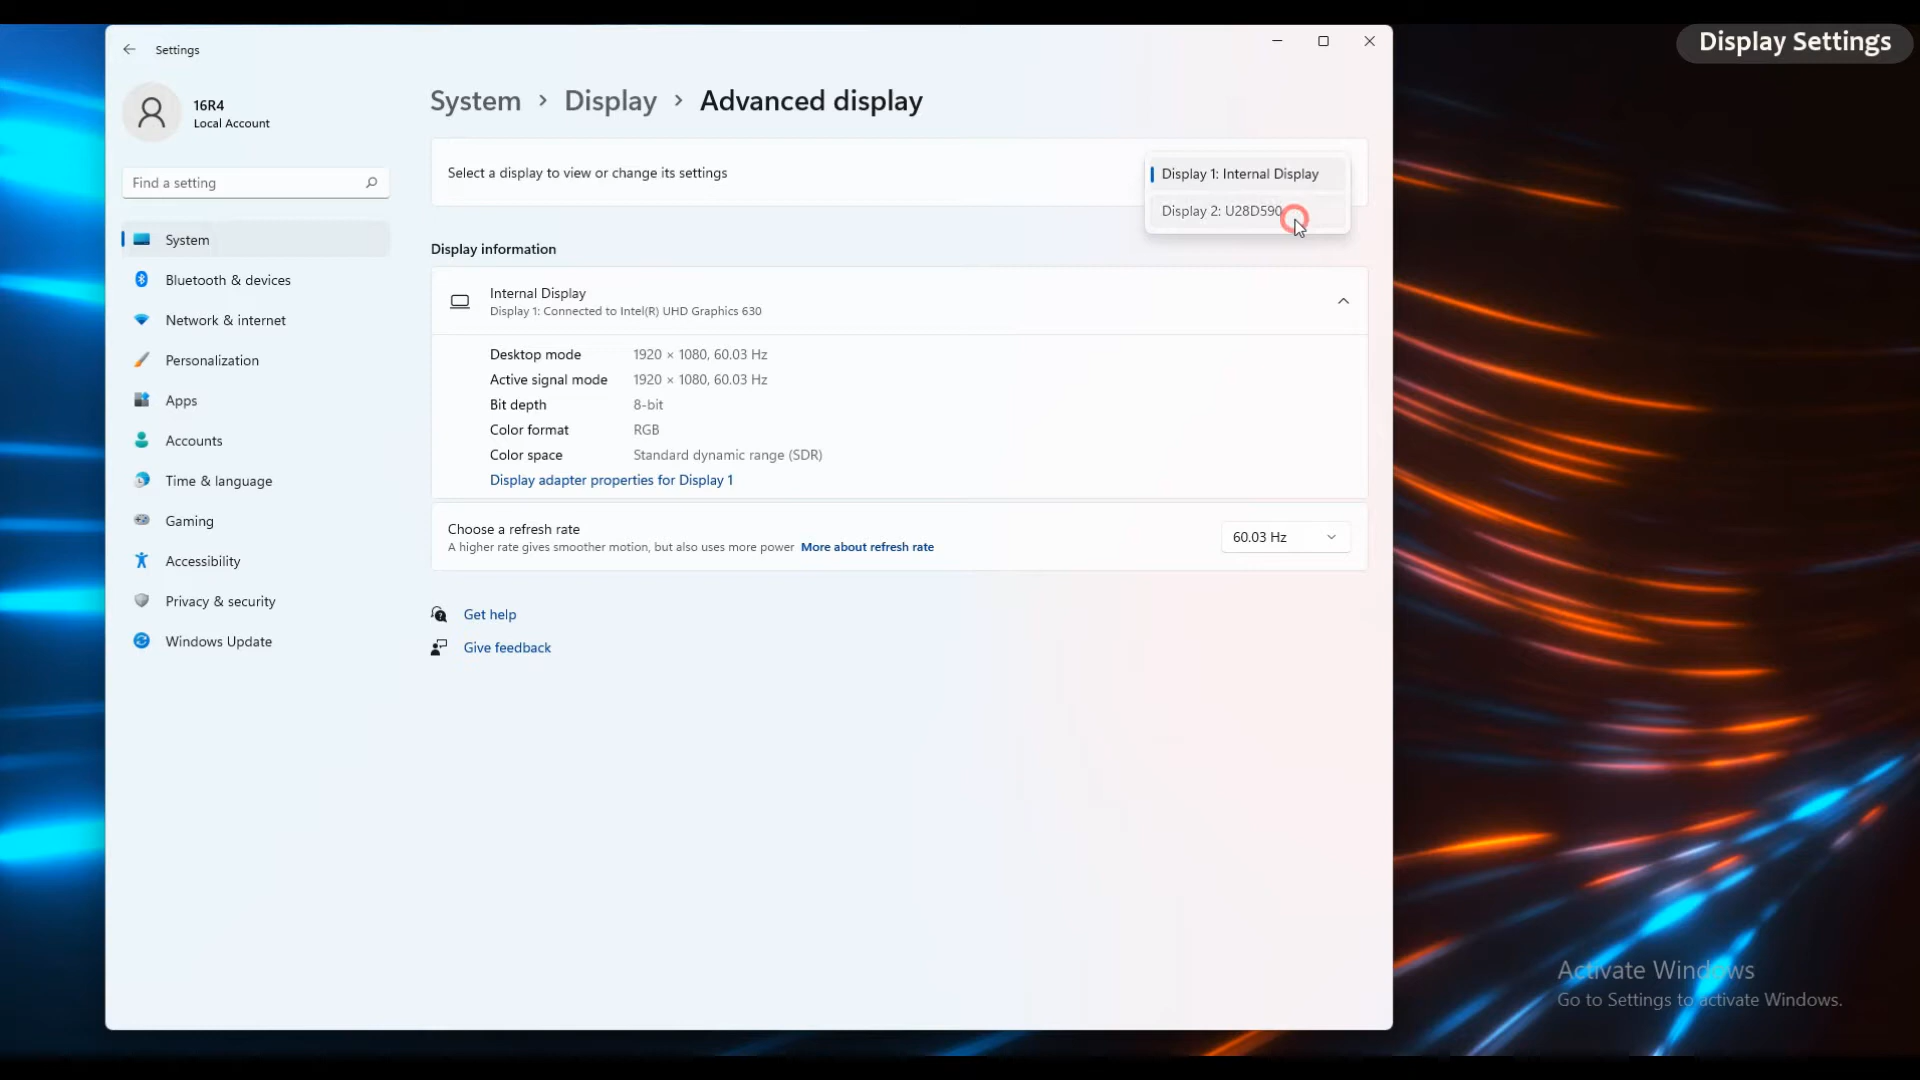 Display Settings
Settings
16R4
Local Account
Find a setting
System
Bluetooth & devices
Network & internet
Personalization
Apps
Accounts
Time & language
Gaming
Accessibility
Privacy & security
Windows Update
System > Display > Advanced display
Select a display to view or change its settings
Display 1: Internal Display
Display 2: U28D590
Display information
Internal Display
Display 1: Connected to Intel(R) UHD Graphics 630
Desktop mode 1920 × 1080, 60.03 Hz
Active signal mode 1920 × 1080, 60.03 Hz
Bit depth 8-bit
Color format RGB
Color space Standard dynamic range (SDR)
Display adapter properties for Display 1
Choose a refresh rate
A higher rate gives smoother motion, but also uses more power More about refresh rate
60.03 Hz
Get help
Give feedback
Activate Windows
Go to Settings to activate Windows.